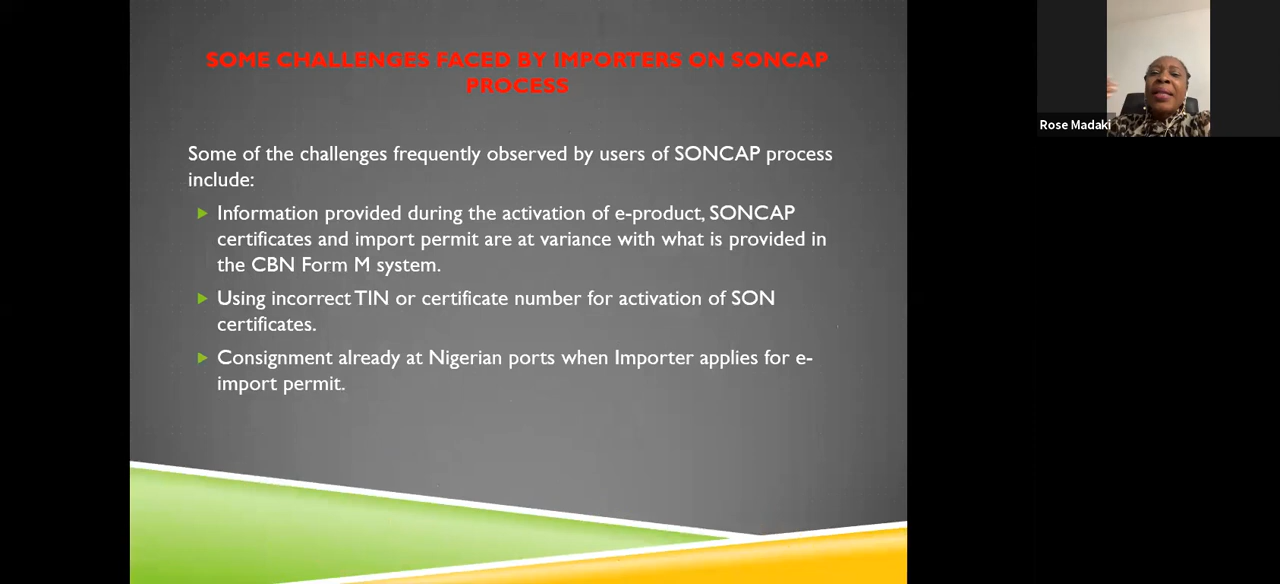 SOME CHALLENGES FACED BY IMPORTERS ON SONCAP
PROCESS
Some of the challenges frequently observed by users of SONCAP process
include:
Information provided during the activation of e-product, SONCAP
certificates and import permit are at variance with what is provided in
the CBN Form M system.
Using incorrect TIN or certificate number for activation of SON
certificates.
Consignment already at Nigerian ports when Importer applies for e-
import permit.
Rose Madaki